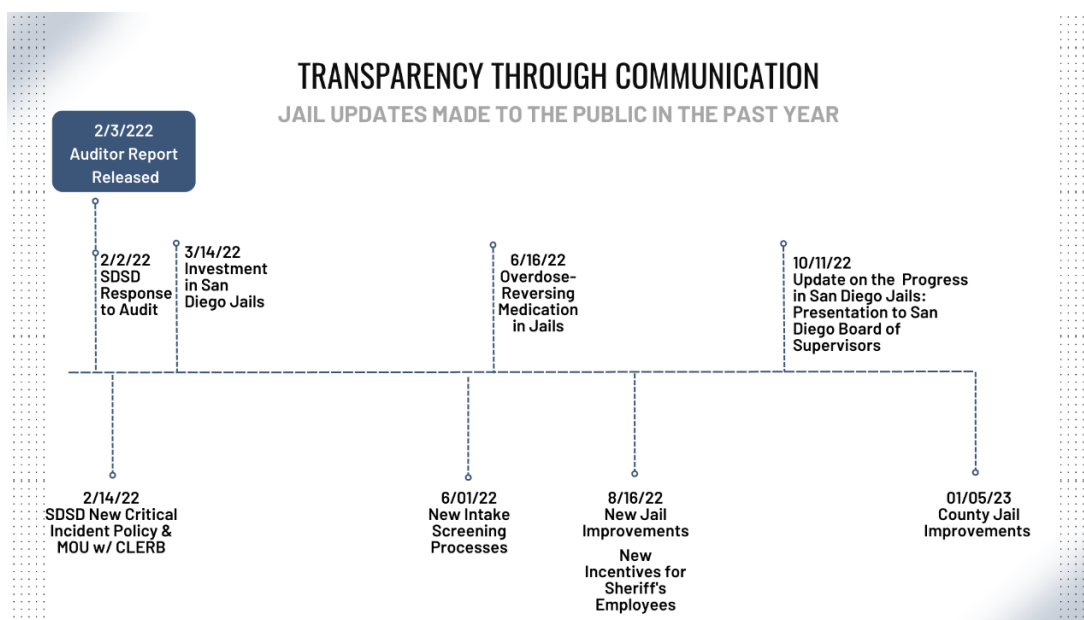 TRANSPARENCY THROUGH COMMUNICATION
JAIL UPDATES MADE TO THE PUBLIC IN THE PAST YEAR
2/3/222
Auditor Report
Released
2/2/22
SDSD
Response
to Audit
3/14/22
Investment
in San
Diego Jails
6/16/22
Overdose-
Reversing
Medication
in Jails
10/11/22
Update on the Progress
in San Diego Jails:
Presentation to San
Diego Board of
Supervisors
2/14/22
SDSD New Critical
Incident Policy &
MOU w/ CLERB
6/01/22
New Intake
Screening
Processes
8/16/22
New Jail
Improvements
New
Incentives for
Sheriff's
Employees
01/05/23
County Jail
Improvements